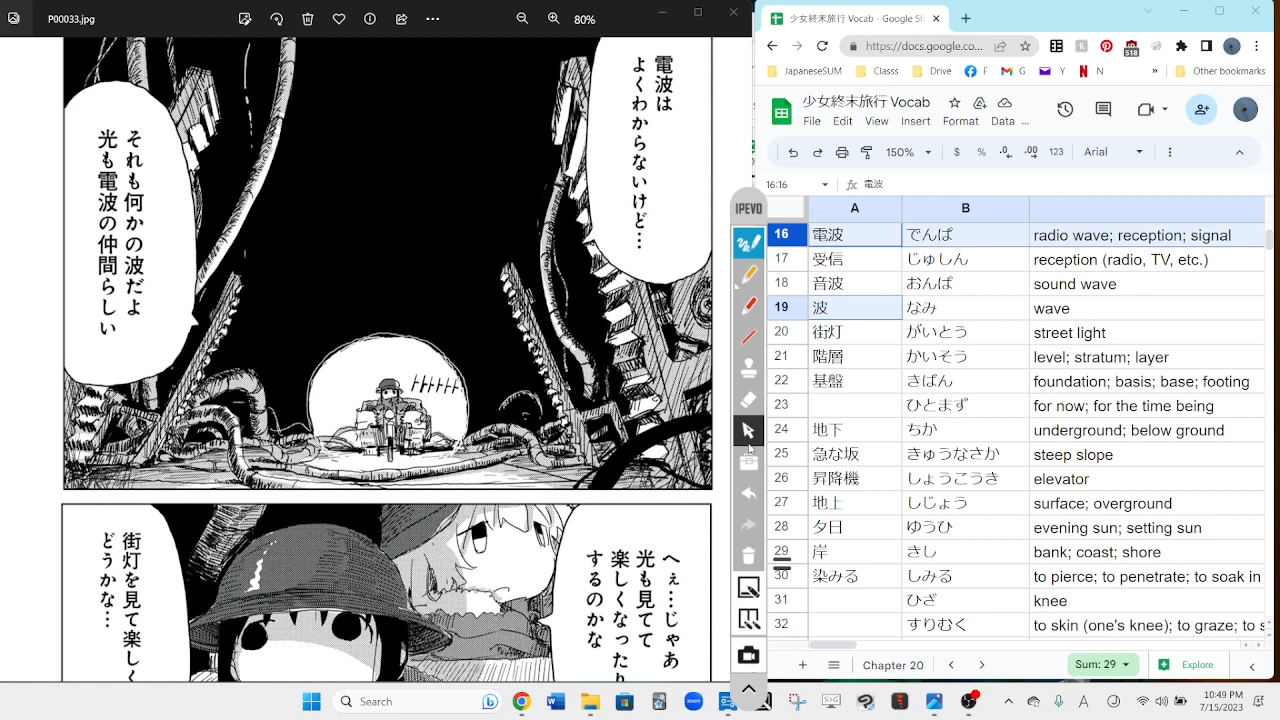 P00033.jpg
80%
電波は
よくわからないけど…
それも何かの波だよ
光も電波の仲間らしい
へぇ…じゃあ
光も見てて
楽しくなったり
するのかな
街灯を見て楽しく
どうかな…
IPEVO
少女終末旅行 Vocab - Google Sh
https://docs.google.co...
518
JapaneseSUM
Classs
Drive
F
G
Y
N
»
Other bookmarks
少女終末旅行 Vocab
File Edit View Insert Format Data ...
150% $ % .0 .00 123 Arial
16:16 fx 電波
A B
16 電波 でんぱ radio wave; reception; signal
17 受信 じゅしん reception (radio, TV, etc.)
18 音波 おんぱ sound wave
19 波 なみ wave
20 街灯 がいとう street light
21 階層 かいそう level; stratum; layer
22 基盤 きばん foundation; basis; base; footing
23 ひとまず for now; for the time being
24 地下 ちか underground; below ground
25 急な坂 きゅうなさか steep slope
26 昇降機 しょうこうき elevator
27 地上 しじょう surface; overground
28 夕日 ゆうひ evening sun; setting sun
29 岸 きし bank; coast; shore
30 染みる しみる to pierce; to penetrate; to soak in
31 ひざ knee
32 すりむく to skin (one's knee); to graze; to s
Chapter 20
Sum: 29
Explore
Search
zoom
10:49 PM
7/15/2023